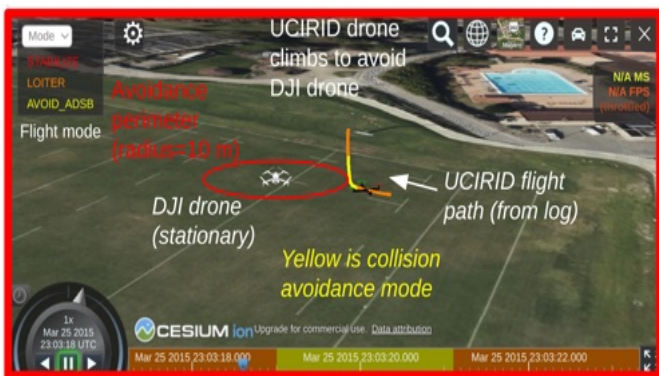 Mode
STABILIZE
LOITER
AVOID_ADSB
Flight mode
UCIRID drone
climbs to avoid
DJI drone
?
N/A MS
N/A FPS
(throttled)
Avoidance
perimeter
(radius=10 m)
DJI drone
(stationary)
UCIRID flight
path (from log)
Yellow is collision
avoidance mode
1x
Mar 25 2015
23:03:18 UTC
CESIUM ion Upgrade for commercial use. Data attribution
Mar 25 2015 23:03:18.000 Mar 25 2015 23:03:20.000 Mar 25 2015 23:03:22.000